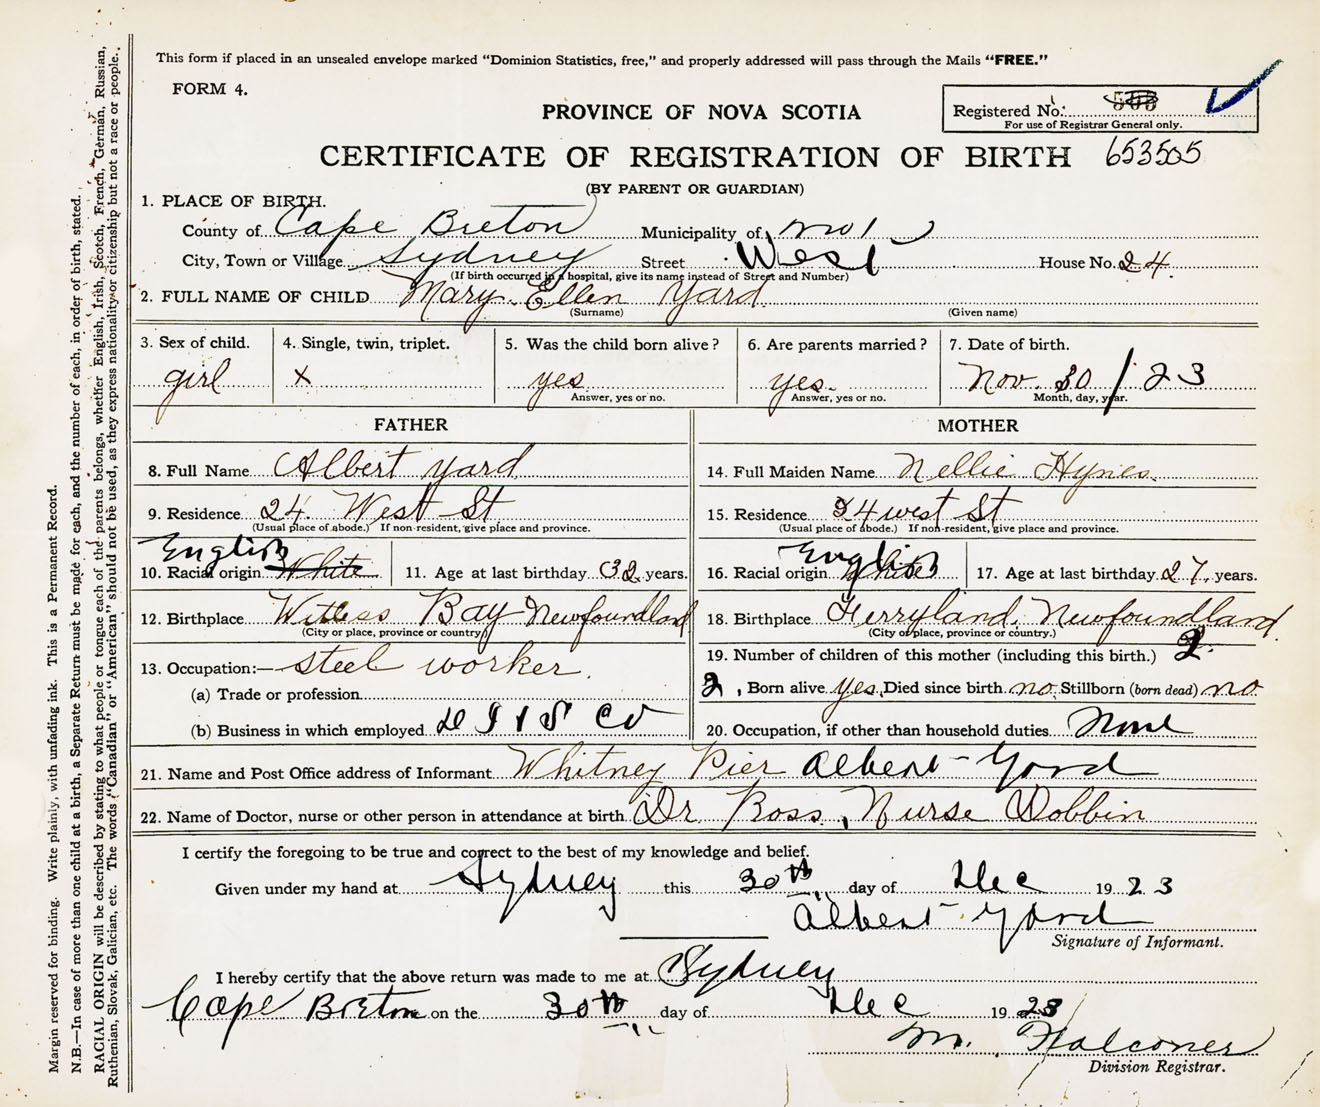 This form if placed in an unsealed envelope marked "Dominion Statistics, free," and properly addressed will pass through the Mails "FREE."
FORM 4.
PROVINCE OF NOVA SCOTIA
Registered No.
For use of Registrar General only.
CERTIFICATE OF REGISTRATION OF BIRTH 653505
(BY PARENT OR GUARDIAN)
1. PLACE OF BIRTH.
County of Cape Breton Municipality of No 1
City, Town or Village Sydney Street West House No. 24
(If birth occurred in a hospital, give its name instead of Street and Number)
2. FULL NAME OF CHILD Mary Ellen Yard
(Surname) (Given name)
3. Sex of child. 4. Single, twin, triplet. 5. Was the child born alive? 6. Are parents married? 7. Date of birth.
girl x yes yes. Nov. 30 / 23
Answer, yes or no. Answer, yes or no. Month, day, year.
FATHER
8. Full Name Albert Yard
9. Residence 24 West St
(Usual place of abode.) If non-resident, give place and province.
English
10. Racial origin White 11. Age at last birthday 32 years.
12. Birthplace Witless Bay Newfoundland
(City or place, province or country)
13. Occupation:— steel worker.
(a) Trade or profession
(b) Business in which employed
MOTHER
14. Full Maiden Name Nellie Hynes.
15. Residence 24 west St
(Usual place of abode.) If non-resident, give place and province.
English
16. Racial origin White 17. Age at last birthday 27 years.
18. Birthplace Ferryland, Newfoundland.
(City or place, province or country.)
19. Number of children of this mother (including this birth.) 2.
2, Born alive yes, Died since birth no, Stillborn (born dead) no
20. Occupation, if other than household duties None
21. Name and Post Office address of Informant Whitney Pier Albert Yard
22. Name of Doctor, nurse or other person in attendance at birth Dr. Ross, Nurse Dobbin
I certify the foregoing to be true and correct to the best of my knowledge and belief.
Given under my hand at Sydney this 30th day of Dec 1923
Albert Yard
Signature of Informant.
I hereby certify that the above return was made to me at Sydney
Cape Breton on the 30th day of Dec 1923
M. Falconer
Division Registrar.
Margin reserved for binding. Write plainly, with unfading ink. This is a Permanent Record.
N.B.—In case of more than one child at a birth, a Separate Return must be made for each, and the number of each, in order of birth, stated.
RACIAL ORIGIN will be described by stating to what people or tongue each of the parents belongs, whether English, Irish, Scotch, French, German, Russian,
Ruthenian, Slovak, Galician, etc. The words "Canadian" or "American" should not be used, as they express nationality or citizenship but not a race or people.